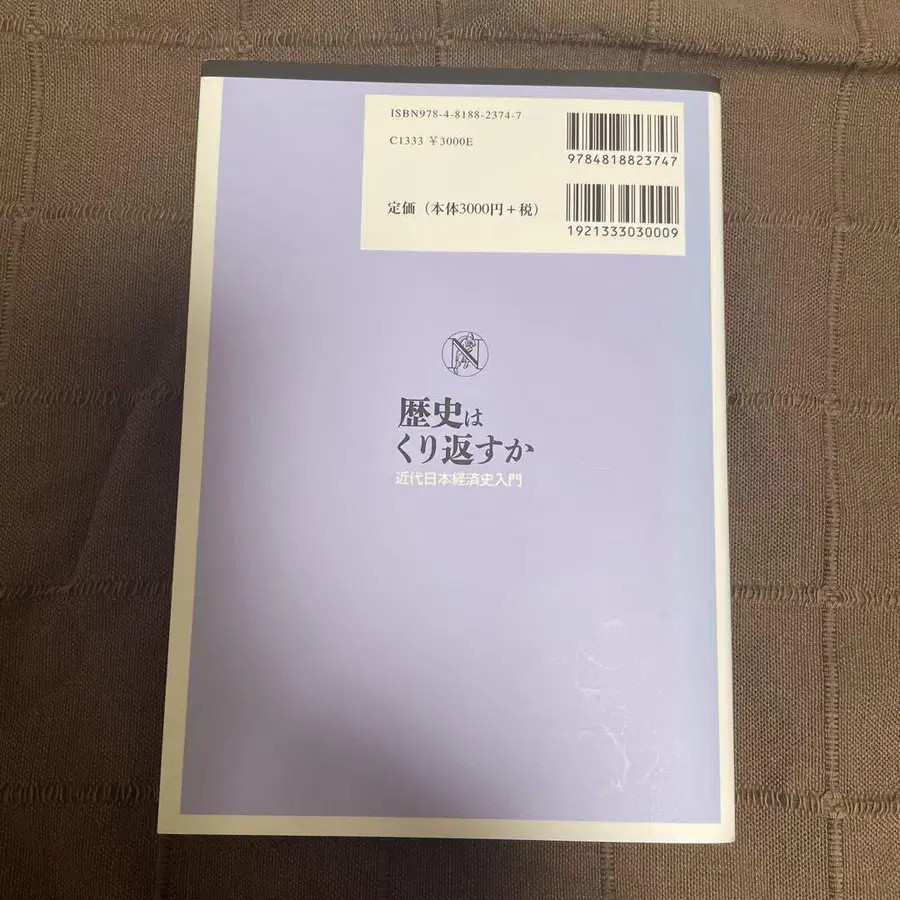 ISBN978-4-8188-2374-7
C1333 ¥3000E
9784818823747
定価（本体3000円＋税）
1921333030009
N
歴史は
くり返すか
近代日本経済史入門